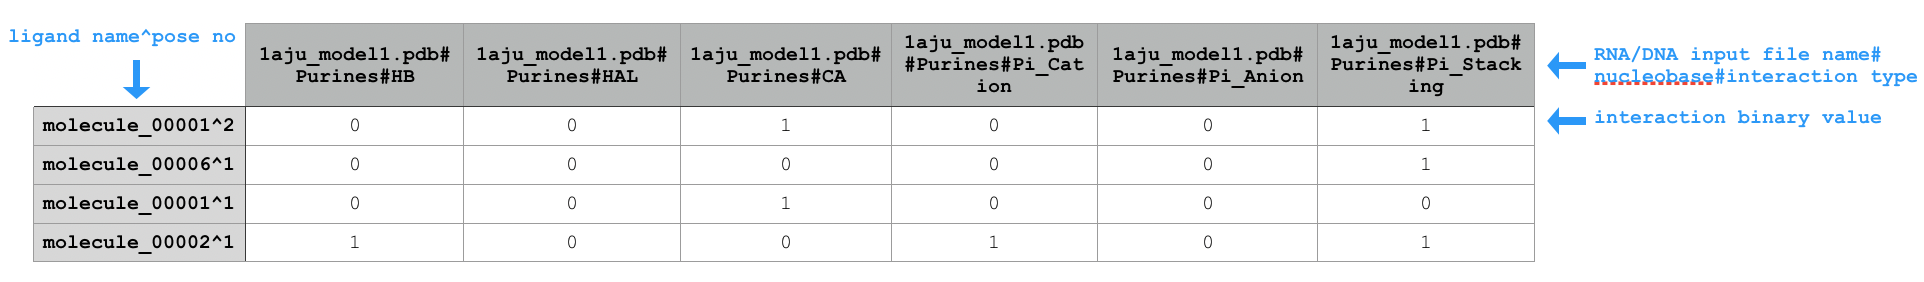 ligand name^pose no
1aju_model1.pdb#
Purines#HB
1aju_model1.pdb#
Purines#HAL
1aju_model1.pdb#
Purines#CA
1aju_model1.pdb
#Purines#Pi_Cat
ion
1aju_model1.pdb#
Purines#Pi_Anion
1aju_model1.pdb#
Purines#Pi_Stack
ing
RNA/DNA input file name#
nucleobase#interaction type
molecule_00001^2 0 0 1 0 0 1
interaction binary value
molecule_00006^1 0 0 0 0 0 1
molecule_00001^1 0 0 1 0 0 0
molecule_00002^1 1 0 0 1 0 1